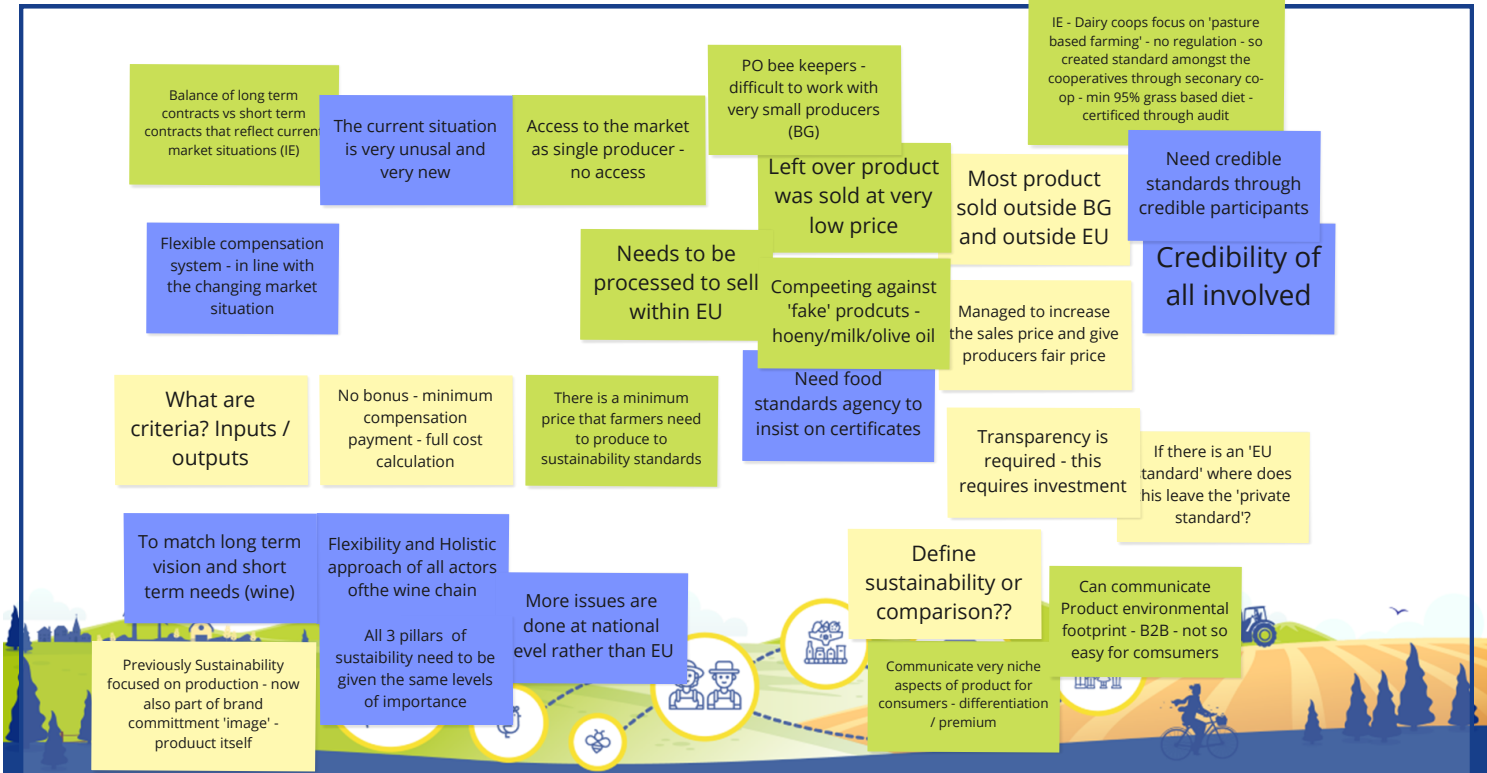 Balance of long term
contracts vs short term
contracts that reflect current
market situations (IE)
The current situation
is very unusual and
very new
Access to the market
as single producer -
no access
PO bee keepers -
difficult to work with
very small producers
(BG)
IE - Dairy coops focus on 'pasture
based farming' - no regulation - so
created standard amongst the
cooperatives through seconary co-
op - min 95% grass based diet -
certificed through audit
Left over product
was sold at very
low price
Most product
sold outside BG
and outside EU
Need credible
standards through
credible participants
Flexible compensation
system - in line with
the changing market
situation
Needs to be
processed to sell
within EU
Compeeting against
'fake' prodcuts -
hoeny/milk/olive oil
Managed to increase
the sales price and give
producers fair price
Credibility of
all involved
What are
criteria? Inputs /
outputs
No bonus - minimum
compensation
payment - full cost
calculation
There is a minimum
price that farmers need
to produce to
sustainability standards
Need food
standards agency to
insist on certificates
Transparency is
required - this
requires investment
If there is an 'EU
tandard' where does
his leave the 'private
standard'?
To match long term
vision and short
term needs (wine)
Flexibility and Holistic
approach of all actors
ofthe wine chain
All 3 pillars of
sustaibility need to be
given the same levels
of importance
More issues are
done at national
evel rather than EU
Define
sustainability or
comparison??
Can communicate
Product environmental
footprint - B2B - not so
easy for comsumers
Previously Sustainability
focused on production - now
also part of brand
committment 'image' -
produuct itself
Communicate very niche
aspects of product for
consumers - differentiation
/ premium